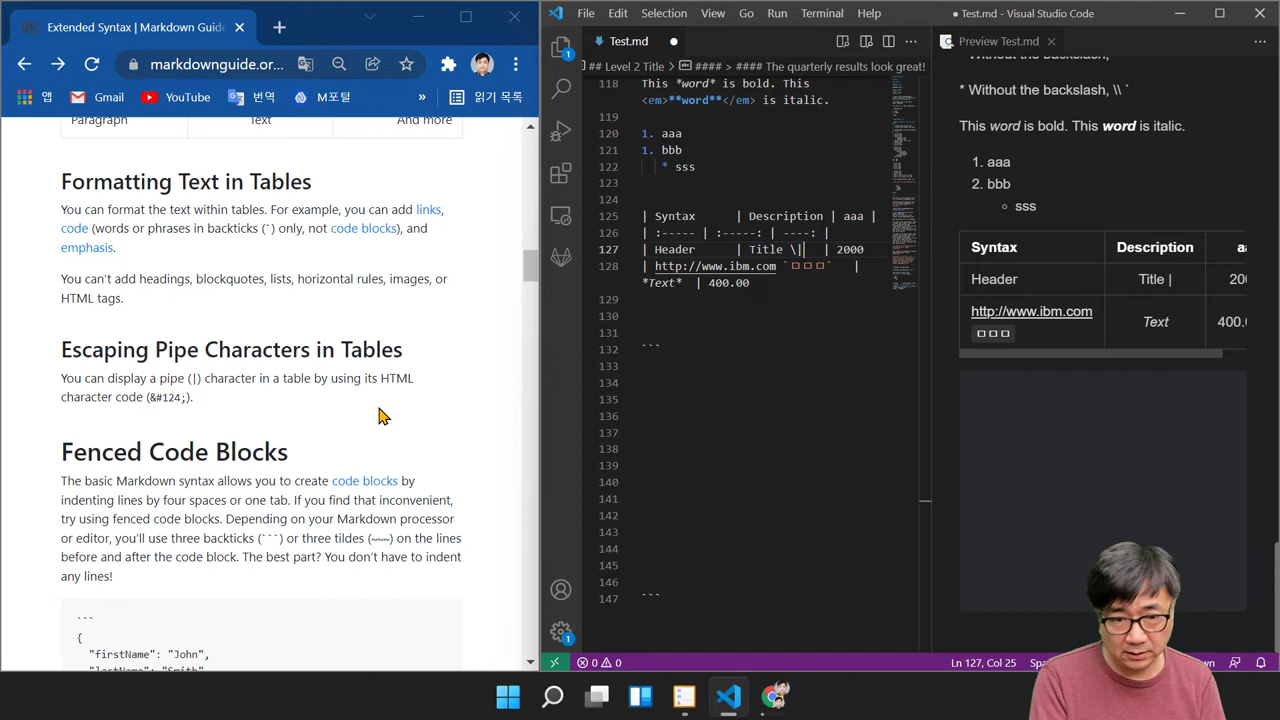 Extended Syntax | Markdown Guide
markdownguide.or...
앱 Gmail YouTube 번역 M포털 » 읽기 목록
Paragraph Text And more
Formatting Text in Tables
You can format the text within tables. For example, you can add links,
code (words or phrases in backticks (`) only, not code blocks), and
emphasis.
You can't add headings, blockquotes, lists, horizontal rules, images, or
HTML tags.
Escaping Pipe Characters in Tables
You can display a pipe (|) character in a table by using its HTML
character code (&#124;).
Fenced Code Blocks
The basic Markdown syntax allows you to create code blocks by
indenting lines by four spaces or one tab. If you find that inconvenient,
try using fenced code blocks. Depending on your Markdown processor
or editor, you'll use three backticks (```) or three tildes (~~~) on the lines
before and after the code block. The best part? You don't have to indent
any lines!
```
{
"firstName": "John",
"lastName": "Smith",
File Edit Selection View Go Run Terminal Help ● Test.md - Visual Studio Code
Test.md ●
## Level 2 Title > #### > #### The quarterly results look great!
118 This *word* is bold. This
<em>**word**</em> is italic.
119
120 1. aaa
121 1. bbb
122 * sss
123
124
125 | Syntax | Description | aaa |
126 | :----- | :-----: | ----: |
127 | Header | Title \| | 2000
128 | http://www.ibm.com `ㅁㅁㅁ` |
*Text* | 400.00
129
130
131
132 ```
133
134
135
136
137
138
139
140
141
142
143
144
145
146
147 ```
1
1
0 0
Ln 127, Col 25
Preview Test.md
* Without the backslash, \\ `
This word is bold. This word is italic.
1. aaa
2. bbb
○ sss
Syntax Description
Header Title |
http://www.ibm.com
ㅁㅁㅁ Text